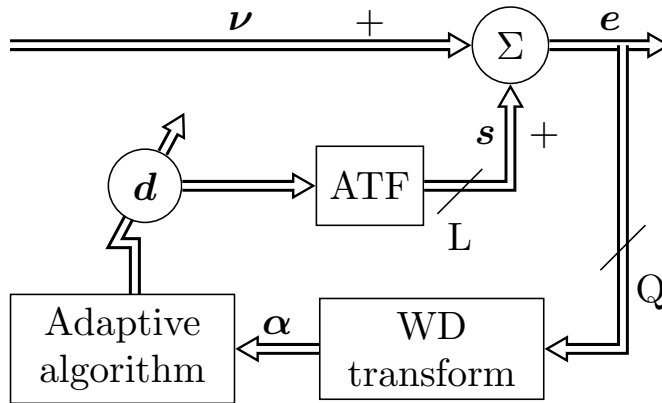 ν + Σ e
s +
d ATF
L
Q
Adaptive
algorithm
α
WD
transform